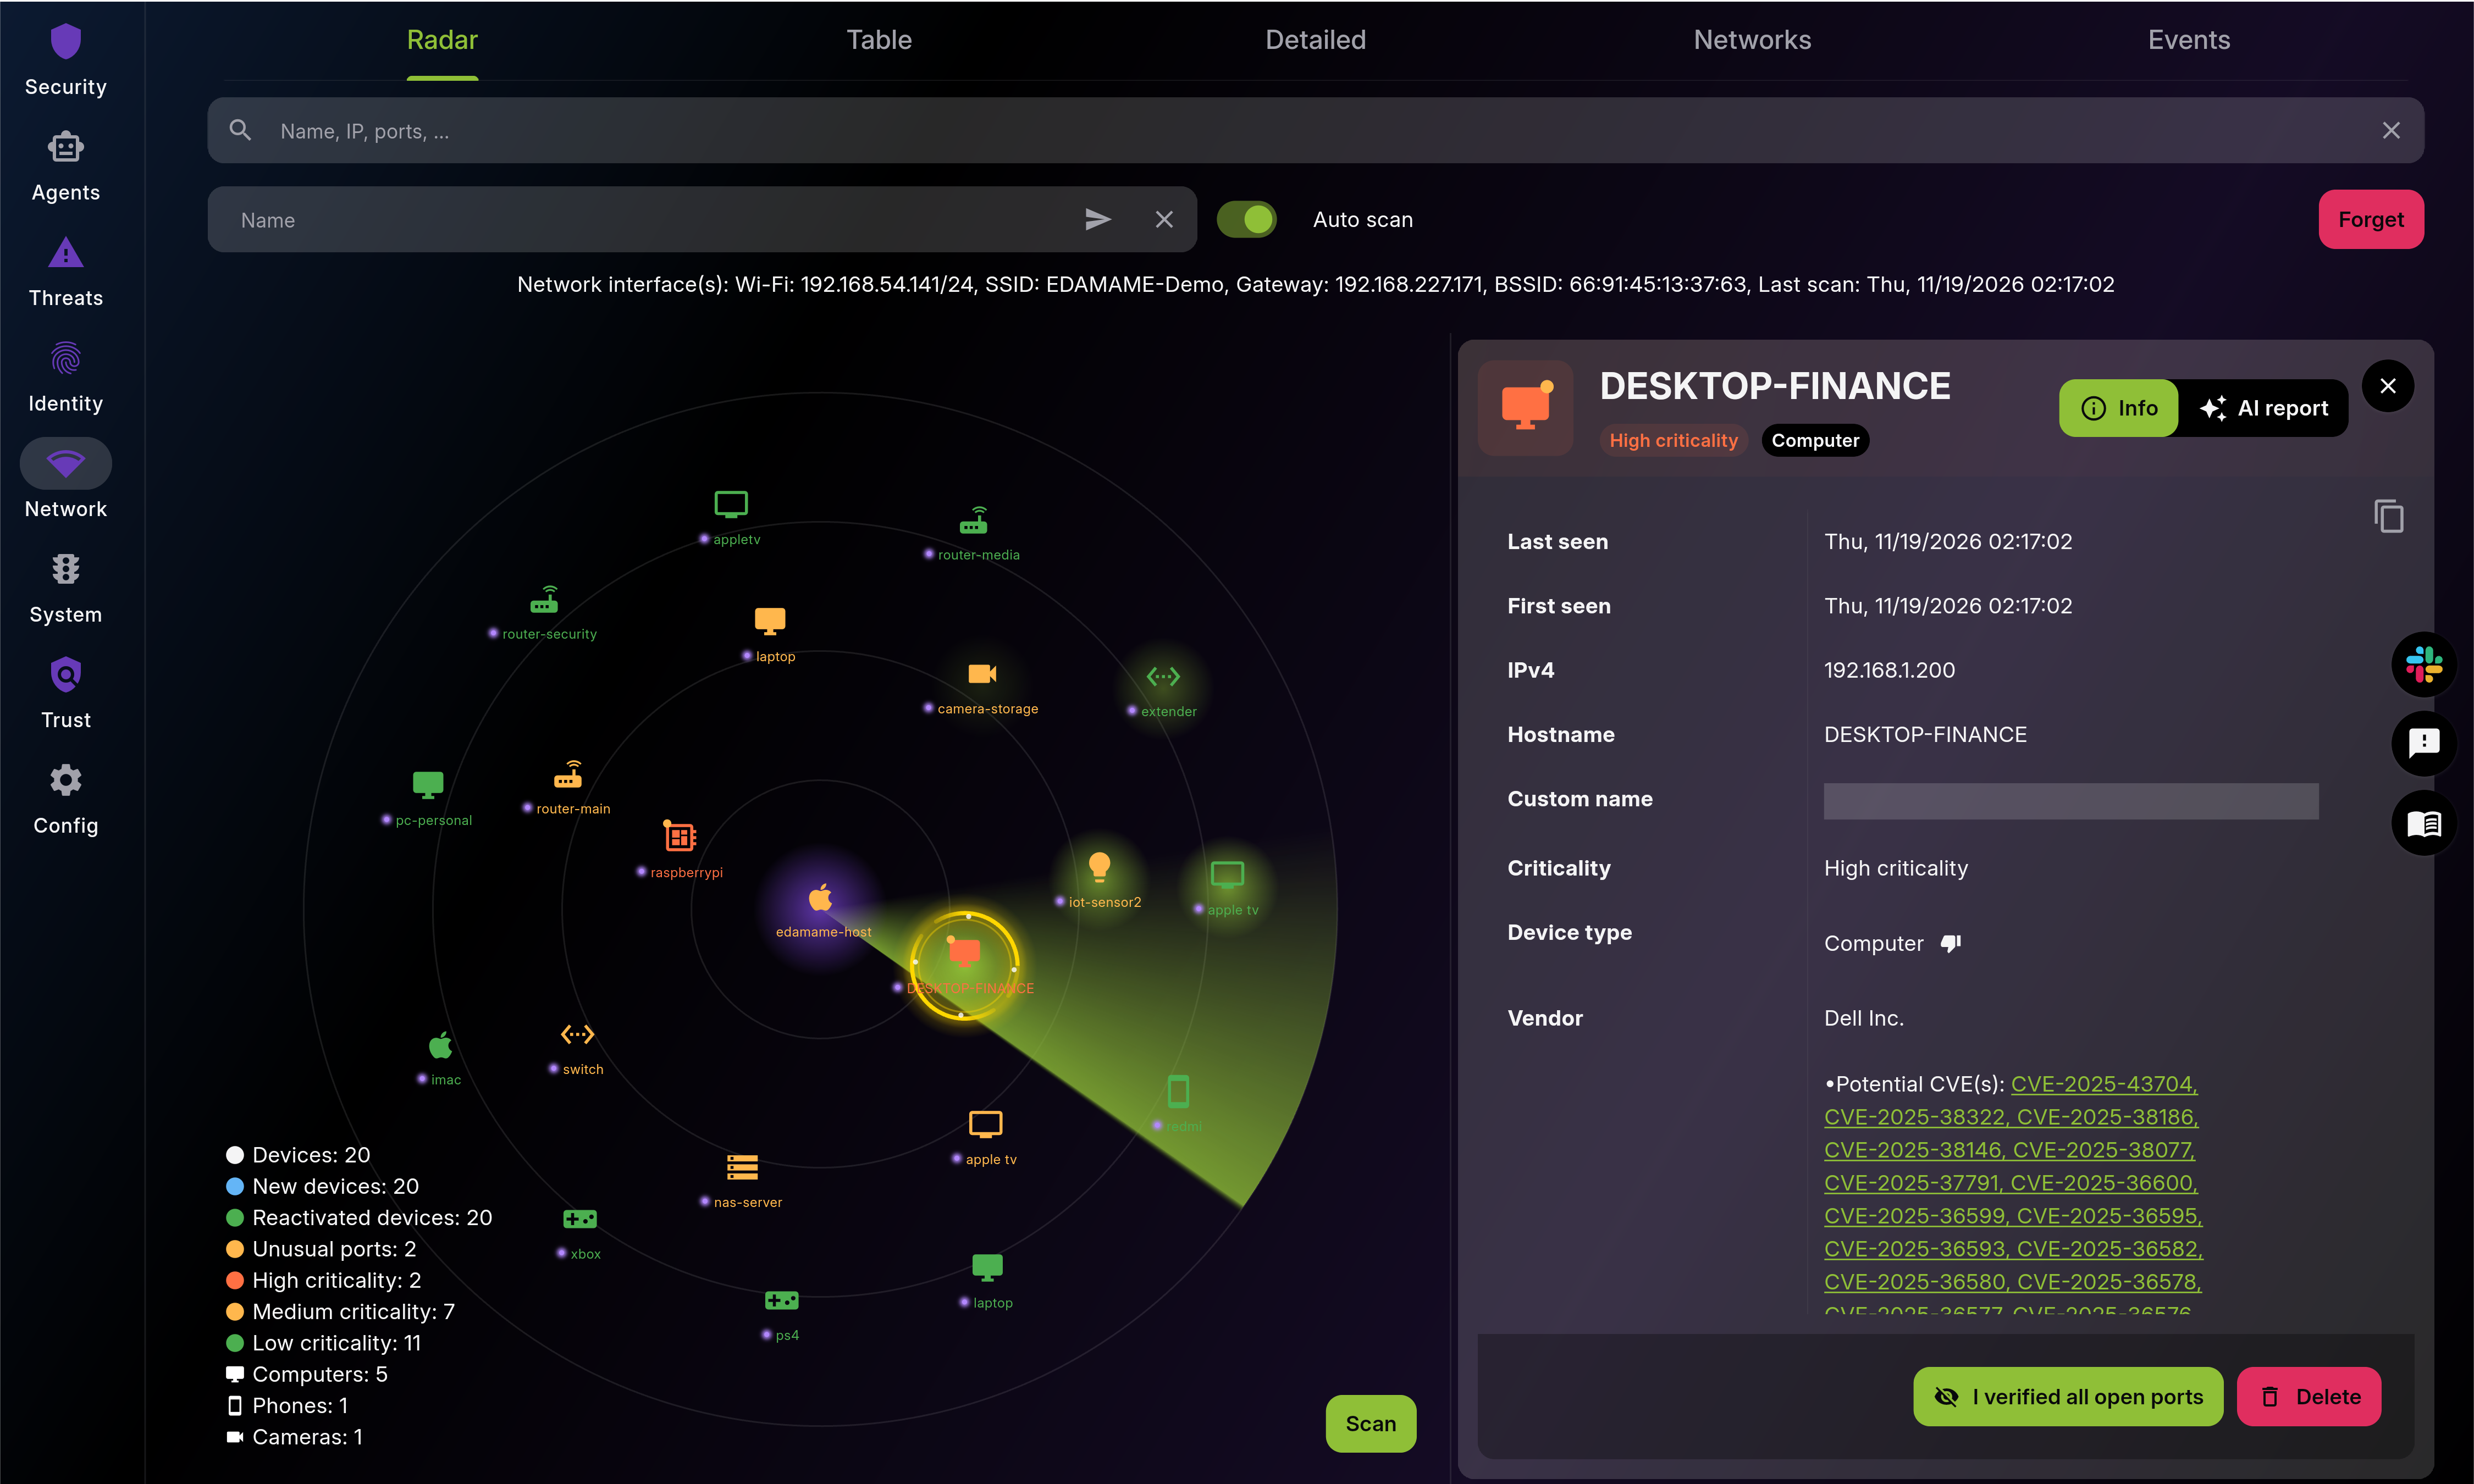 Radar
Table
Detailed
Networks
Events
Security
Agents
Threats
Identity
Network
System
Trust
Config
Name, IP, ports, ...
Name
Auto scan
Forget
Network interface(s): Wi-Fi: 192.168.54.141/24, SSID: EDAMAME-Demo, Gateway: 192.168.227.171, BSSID: 66:91:45:13:37:63, Last scan: Thu, 11/19/2026 02:17:02
appletv
router-media
router-security
laptop
camera-storage
extender
pc-personal
router-main
raspberrypi
edamame-host
iot-sensor2
apple tv
DESKTOP-FINANCE
imac
switch
redmi
apple tv
nas-server
xbox
laptop
ps4
Devices: 20
New devices: 20
Reactivated devices: 20
Unusual ports: 2
High criticality: 2
Medium criticality: 7
Low criticality: 11
Computers: 5
Phones: 1
Cameras: 1
Scan
DESKTOP-FINANCE
High criticality
Computer
Info
AI report
Last seen
Thu, 11/19/2026 02:17:02
First seen
Thu, 11/19/2026 02:17:02
IPv4
192.168.1.200
Hostname
DESKTOP-FINANCE
Custom name
Criticality
High criticality
Device type
Computer
Vendor
Dell Inc.
•Potential CVE(s): CVE-2025-43704,
CVE-2025-38322, CVE-2025-38186,
CVE-2025-38146, CVE-2025-38077,
CVE-2025-37791, CVE-2025-36600,
CVE-2025-36599, CVE-2025-36595,
CVE-2025-36593, CVE-2025-36582,
CVE-2025-36580, CVE-2025-36578,
CVE-2025-36577, CVE-2025-36576,
I verified all open ports
Delete